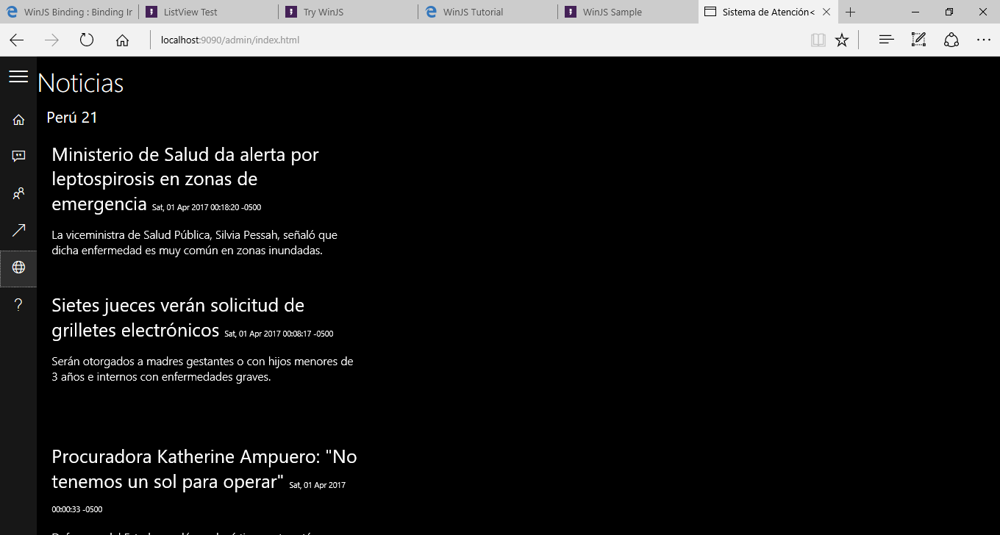 WinJS Binding : Binding Ir
ListView Test
Try WinJS
WinJS Tutorial
WinJS Sample
Sistema de Atención<
localhost:9090/admin/index.html
Noticias
Perú 21
Ministerio de Salud da alerta por
leptospirosis en zonas de
emergencia Sat, 01 Apr 2017 00:18:20 -0500
La viceministra de Salud Pública, Silvia Pessah, señaló que
dicha enfermedad es muy común en zonas inundadas.
Sietes jueces verán solicitud de
grilletes electrónicos Sat, 01 Apr 2017 00:08:17 -0500
Serán otorgados a madres gestantes o con hijos menores de
3 años e internos con enfermedades graves.
Procuradora Katherine Ampuero: "No
tenemos un sol para operar" Sat, 01 Apr 2017
00:00:33 -0500